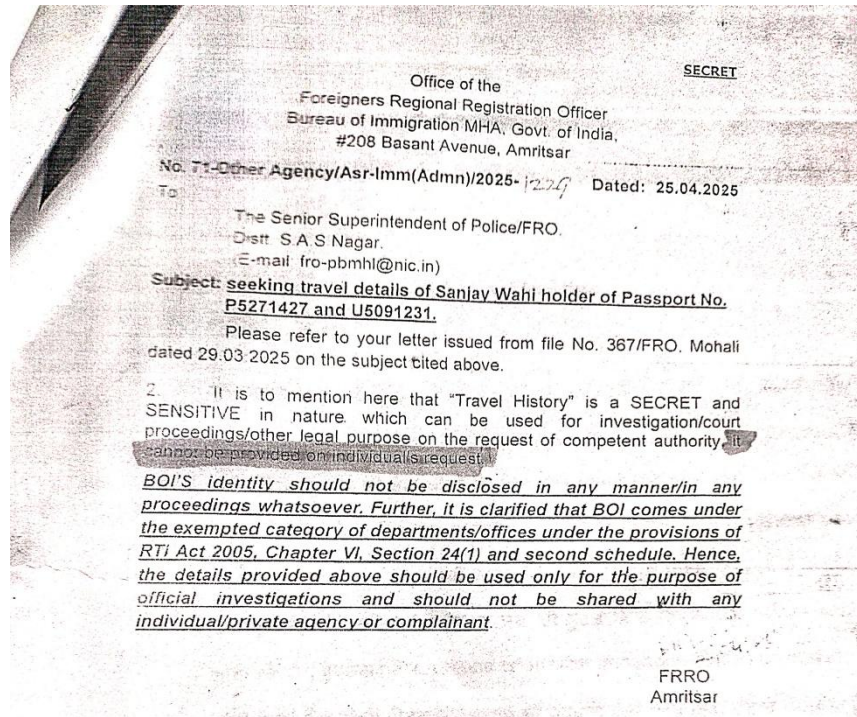 SECRET
Office of the
Foreigners Regional Registration Officer
Bureau of Immigration MHA, Govt. of India,
#208 Basant Avenue, Amritsar
No. T1-Other Agency/Asr-Imm(Admn)/2025- 1229 Dated: 25.04.2025
To
The Senior Superintendent of Police/FRO.
Distt S.A.S Nagar.
(E-mail fro-pbmhl@nic.in)
Subject: seeking travel details of Sanjay Wahi holder of Passport No.
P5271427 and U5091231.
Please refer to your letter issued from file No. 367/FRO. Mohali
dated 29.03.2025 on the subject cited above.
2 It is to mention here that "Travel History" is a SECRET and
SENSITIVE in nature which can be used for investigation/court
proceedings/other legal purpose on the request of competent authority. It
cannot be provided on individual's request.
BOI'S identity should not be disclosed in any manner/in any
proceedings whatsoever. Further, it is clarified that BOI comes under
the exempted category of departments/offices under the provisions of
RTi Act 2005, Chapter VI, Section 24(1) and second schedule. Hence,
the details provided above should be used only for the purpose of
official investigations and should not be shared with any
individual/private agency or complainant.
FRRO
Amritsar